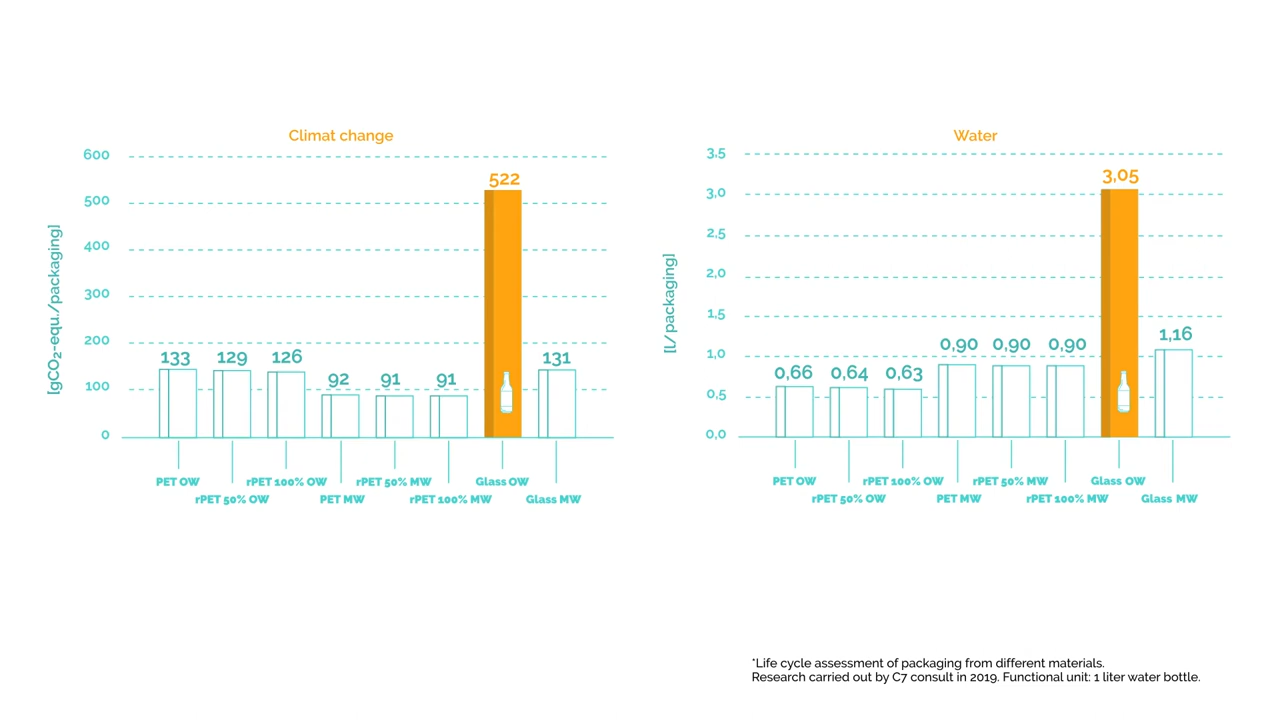 Climat change
600
500
400
300
200
100
0
[gCO₂-equ./packaging]
133
129
126
92
91
91
522
131
PET OW
rPET 50% OW
rPET 100% OW
PET MW
rPET 50% MW
rPET 100% MW
Glass OW
Glass MW
Water
3,5
3,0
2,5
2,0
1,5
1,0
0,5
0,0
[l/packaging]
0,66
0,64
0,63
0,90
0,90
0,90
3,05
1,16
PET OW
rPET 50% OW
rPET 100% OW
PET MW
rPET 50% MW
rPET 100% MW
Glass OW
Glass MW
*Life cycle assessment of packaging from different materials.
Research carried out by C7 consult in 2019. Functional unit: 1 liter water bottle.